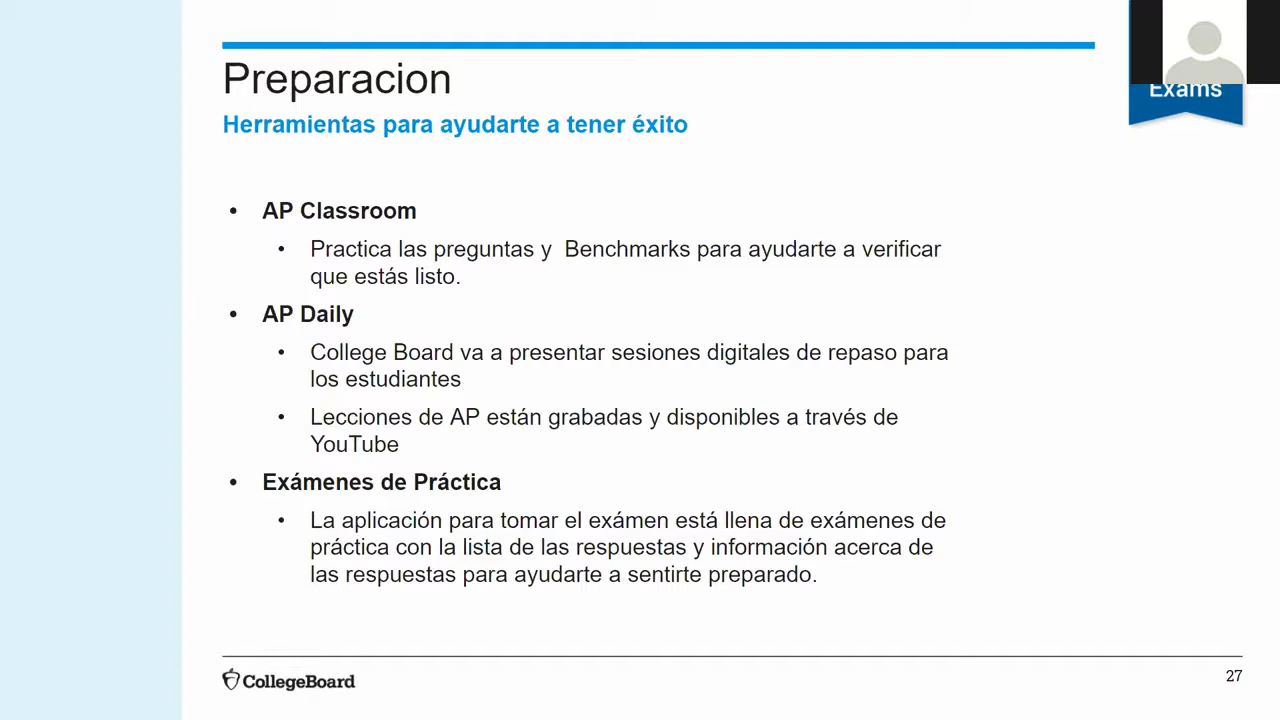 Preparacion
Herramientas para ayudarte a tener éxito
Exams
• AP Classroom
• Practica las preguntas y  Benchmarks para ayudarte a verificar
que estás listo.
• AP Daily
• College Board va a presentar sesiones digitales de repaso para
los estudiantes
• Lecciones de AP están grabadas y disponibles a través de
YouTube
• Exámenes de Práctica
• La aplicación para tomar el exámen está llena de exámenes de
práctica con la lista de las respuestas y información acerca de
las respuestas para ayudarte a sentirte preparado.
CollegeBoard
27